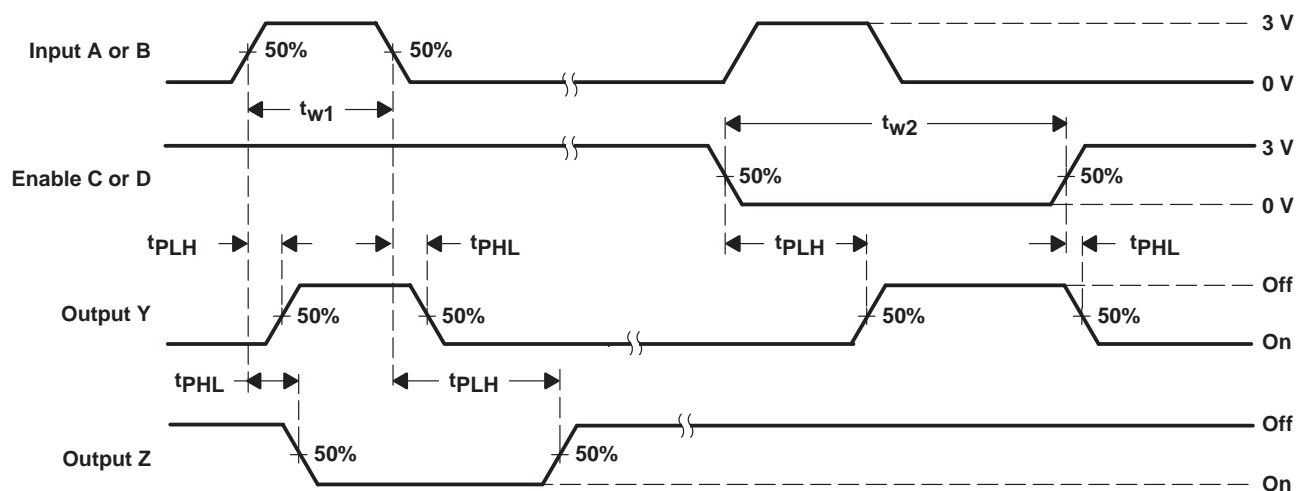 3 V
Input A or B
50%
50%
0 V
tw1
tw2
3 V
Enable C or D
50%
50%
0 V
tPLH
tPHL
tPLH
tPHL
Off
Output Y
50%
50%
50%
50%
On
tPHL
tPLH
Off
Output Z
50%
50%
On